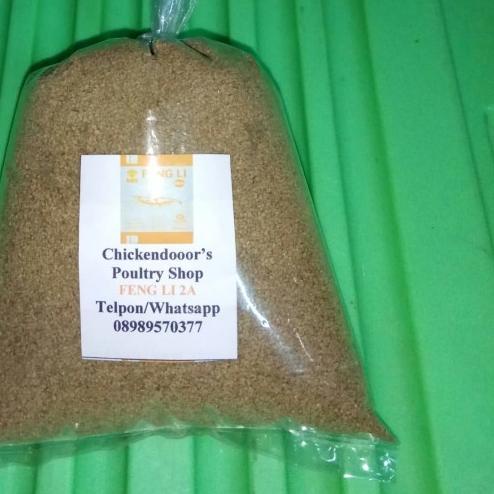 FENG LI
Chickendooor's
Poultry Shop
FENG LI 2A
Telpon/Whatsapp
08989570377